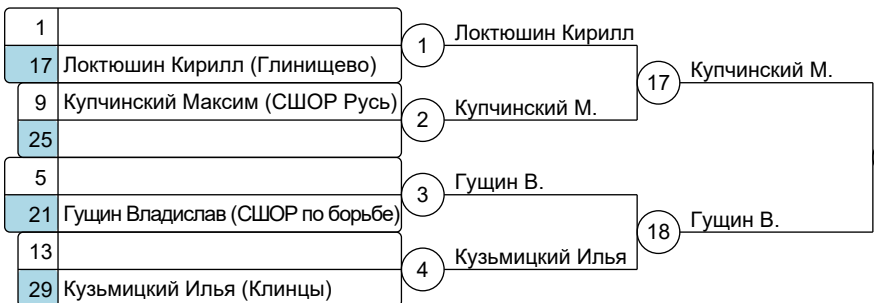 1
17 Локтюшин Кирилл (Глинищево)
9 Купчинский Максим (СШОР Русь)
25
5
21 Гущин Владислав (СШОР по борьбе)
13
29 Кузьмицкий Илья (Клинцы)
1 Локтюшин Кирилл
2 Купчинский М.
3 Гущин В.
4 Кузьмицкий Илья
17 Купчинский М.
18 Гущин В.